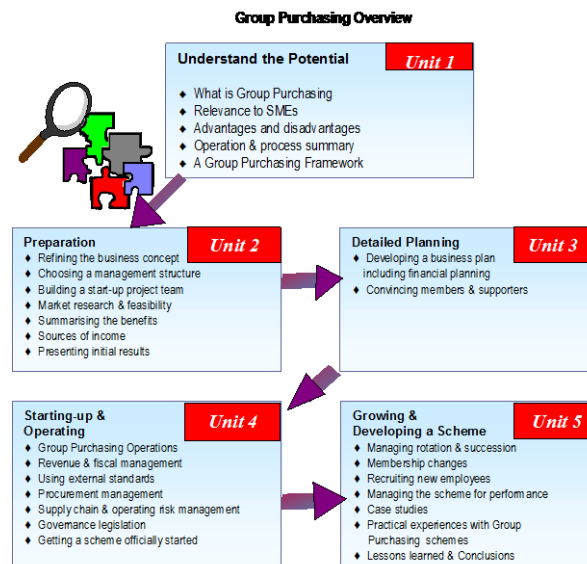 Group Purchasing Overview
Understand the Potential
Unit 1
♦ What is Group Purchasing
♦ Relevance to SMEs
♦ Advantages and disadvantages
♦ Operation & process summary
♦ A Group Purchasing Framework
Preparation
Unit 2
♦ Refining the business concept
♦ Choosing a management structure
♦ Building a start-up project team
♦ Market research & feasibility
♦ Summarising the benefits
♦ Sources of income
♦ Presenting initial results
Detailed Planning
Unit 3
♦ Developing a business plan
including financial planning
♦ Convincing members & supporters
Starting-up &
Operating
Unit 4
♦ Group Purchasing Operations
♦ Revenue & fiscal management
♦ Using external standards
♦ Procurement management
♦ Supply chain & operating risk management
♦ Governance legislation
♦ Getting a scheme officially started
Growing &
Developing a Scheme
Unit 5
♦ Managing rotation & succession
♦ Membership changes
♦ Recruiting new employees
♦ Managing the scheme for performance
♦ Case studies
♦ Practical experiences with Group
Purchasing schemes
♦ Lessons learned & Conclusions